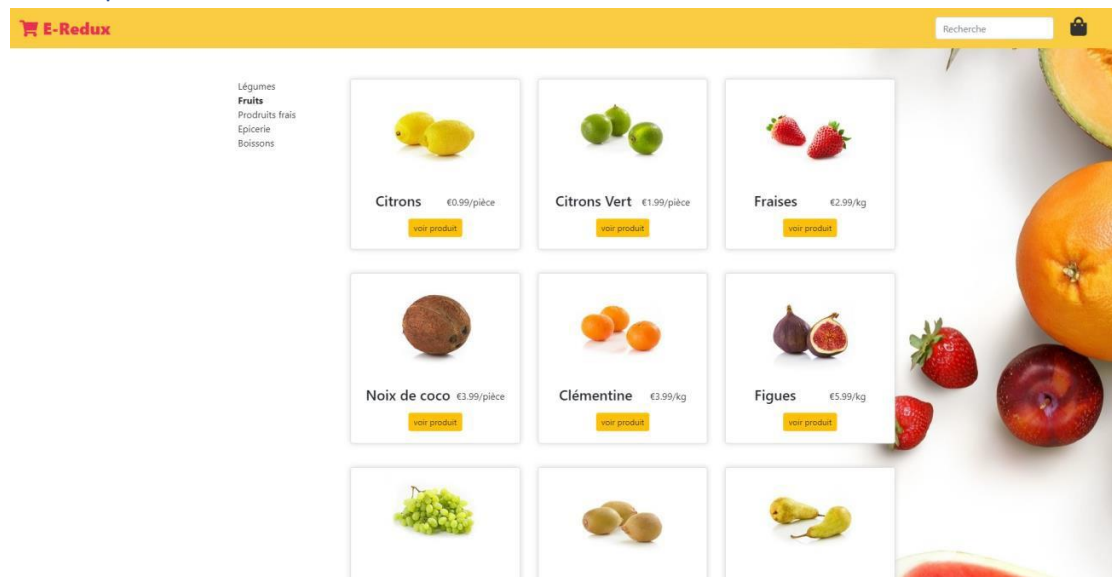 E-Redux
Recherche
Légumes
Fruits
Produits frais
Epicerie
Boissons
Citrons €0.99/pièce
voir produit
Citrons Vert €1.99/pièce
voir produit
Fraises €2.99/kg
voir produit
Noix de coco €3.99/pièce
voir produit
Clémentine €3.99/kg
voir produit
Figues €5.99/kg
voir produit